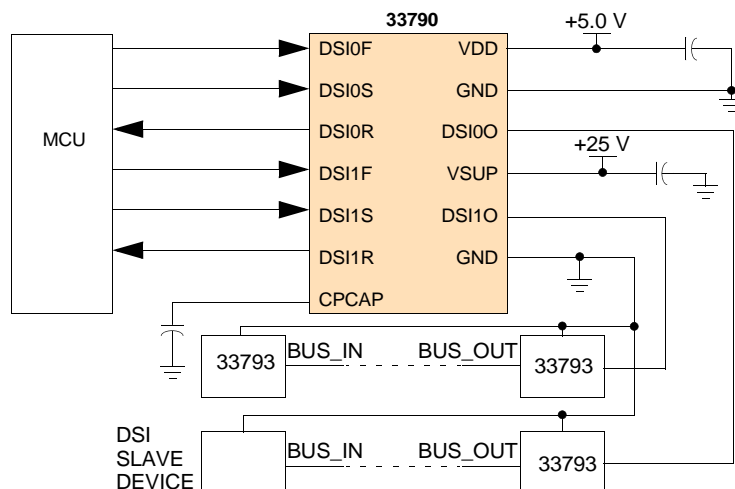 33790
+5.0 V
DSI0F
VDD
DSI0S
GND
MCU
DSI0R
DSI0O
+25 V
DSI1F
VSUP
DSI1S
DSI1O
DSI1R
GND
CPCAP
33793
BUS_IN
BUS_OUT
33793
DSI
SLAVE
DEVICE
BUS_IN
BUS_OUT
33793